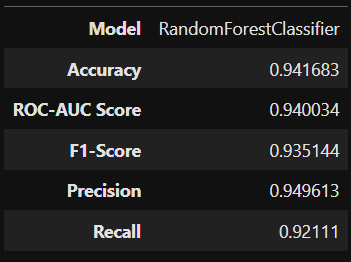 Model RandomForestClassifier
Accuracy 0.941683
ROC-AUC Score 0.940034
F1-Score 0.935144
Precision 0.949613
Recall 0.92111